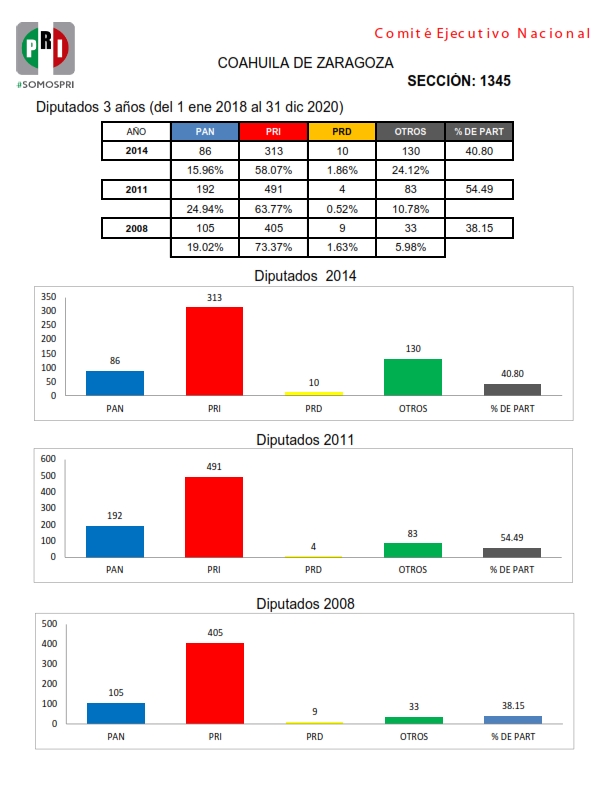 Comité Ejecutivo Nacional
PRI
#SOMOSPRI
COAHUILA DE ZARAGOZA
SECCIÓN: 1345
Diputados 3 años (del 1 ene 2018 al 31 dic 2020)
AÑO PAN PRI PRD OTROS % DE PART
2014 86 313 10 130 40.80
15.96% 58.07% 1.86% 24.12%
2011 192 491 4 83 54.49
24.94% 63.77% 0.52% 10.78%
2008 105 405 9 33 38.15
19.02% 73.37% 1.63% 5.98%
Diputados 2014
350
300
250
200
150
100
50
0
86 313 10 130 40.80
PAN PRI PRD OTROS % DE PART
Diputados 2011
600
500
400
300
200
100
0
192 491 4 83 54.49
PAN PRI PRD OTROS % DE PART
Diputados 2008
500
400
300
200
100
0
105 405 9 33 38.15
PAN PRI PRD OTROS % DE PART